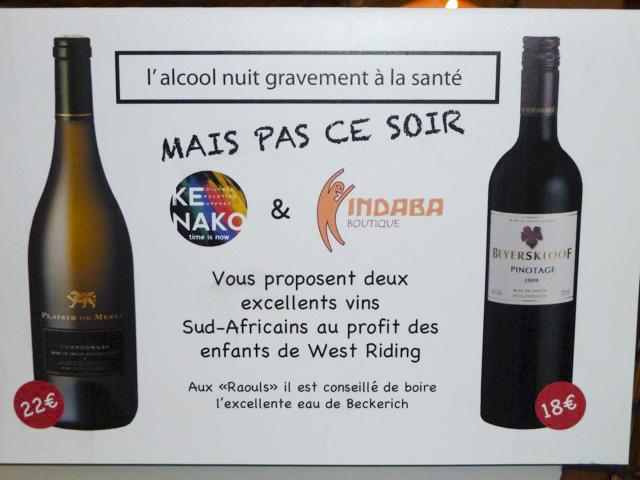 l'alcool nuit gravement à la santé
MAIS PAS CE SOIR
KE
NAKO
time is now
&
INDABA
BOUTIQUE
Vous proposent deux
excellents vins
Sud-Africains au profit des
enfants de West Riding
Aux «Raouls» il est conseillé de boire
l'excellente eau de Beckerich
PLAISIR DE MERLE
CHARDONNAY
22€
BEYERSKLOOF
PINOTAGE
2009
18€